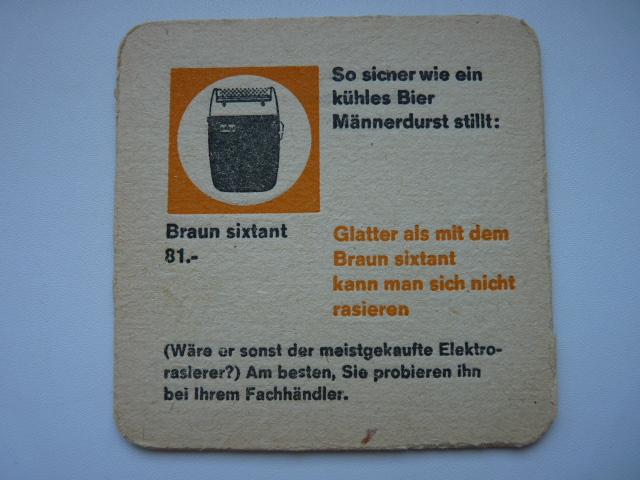 So sicher wie ein
kühles Bier
Männerdurst stillt:
Braun sixtant
81.-
Glatter als mit dem
Braun sixtant
kann man sich nicht
rasieren
(Wäre er sonst der meistgekaufte Elektro-
rasierer?) Am besten, Sie probieren ihn
bei Ihrem Fachhändler.